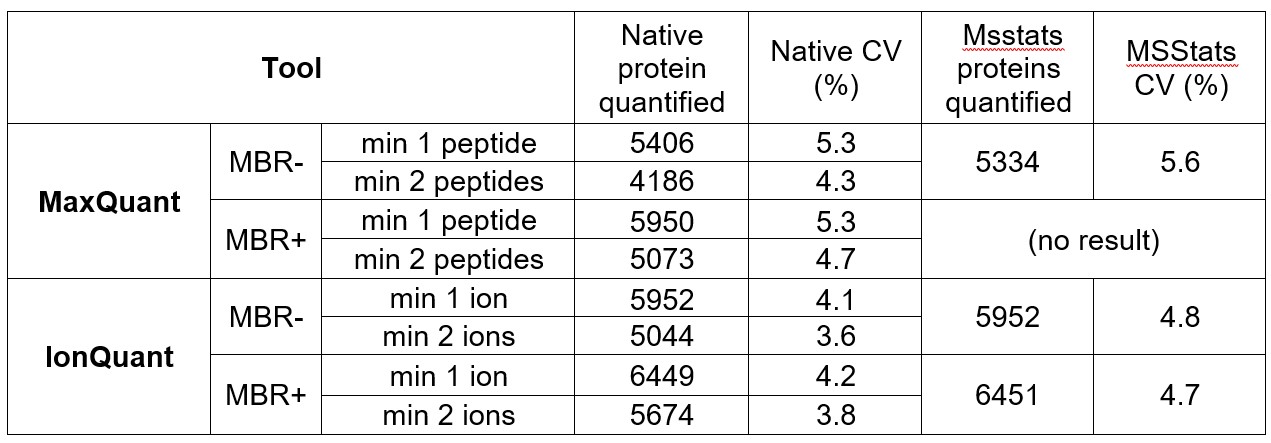 Tool
Native
protein
quantified
Native CV
(%)
Msstats
proteins
quantified
MSStats
CV (%)
MaxQuant
MBR-
min 1 peptide
5406
5.3
5334
5.6
min 2 peptides
4186
4.3
MBR+
min 1 peptide
5950
5.3
(no result)
min 2 peptides
5073
4.7
IonQuant
MBR-
min 1 ion
5952
4.1
5952
4.8
min 2 ions
5044
3.6
MBR+
min 1 ion
6449
4.2
6451
4.7
min 2 ions
5674
3.8